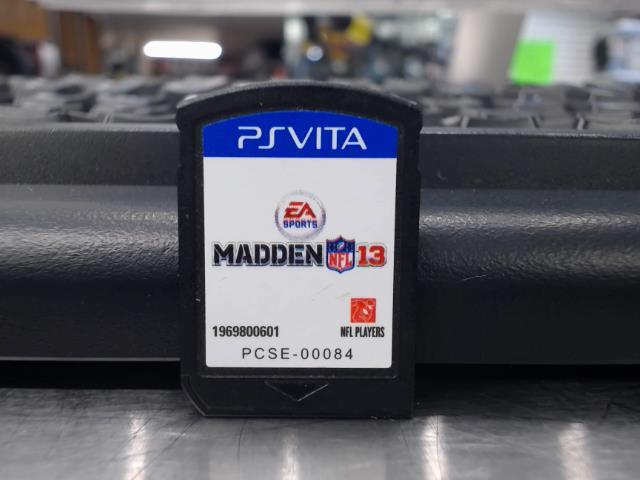 PSVITA
EA
SPORTS
MADDEN NFL 13
1969800601 NFL PLAYERS
PCSE-00084